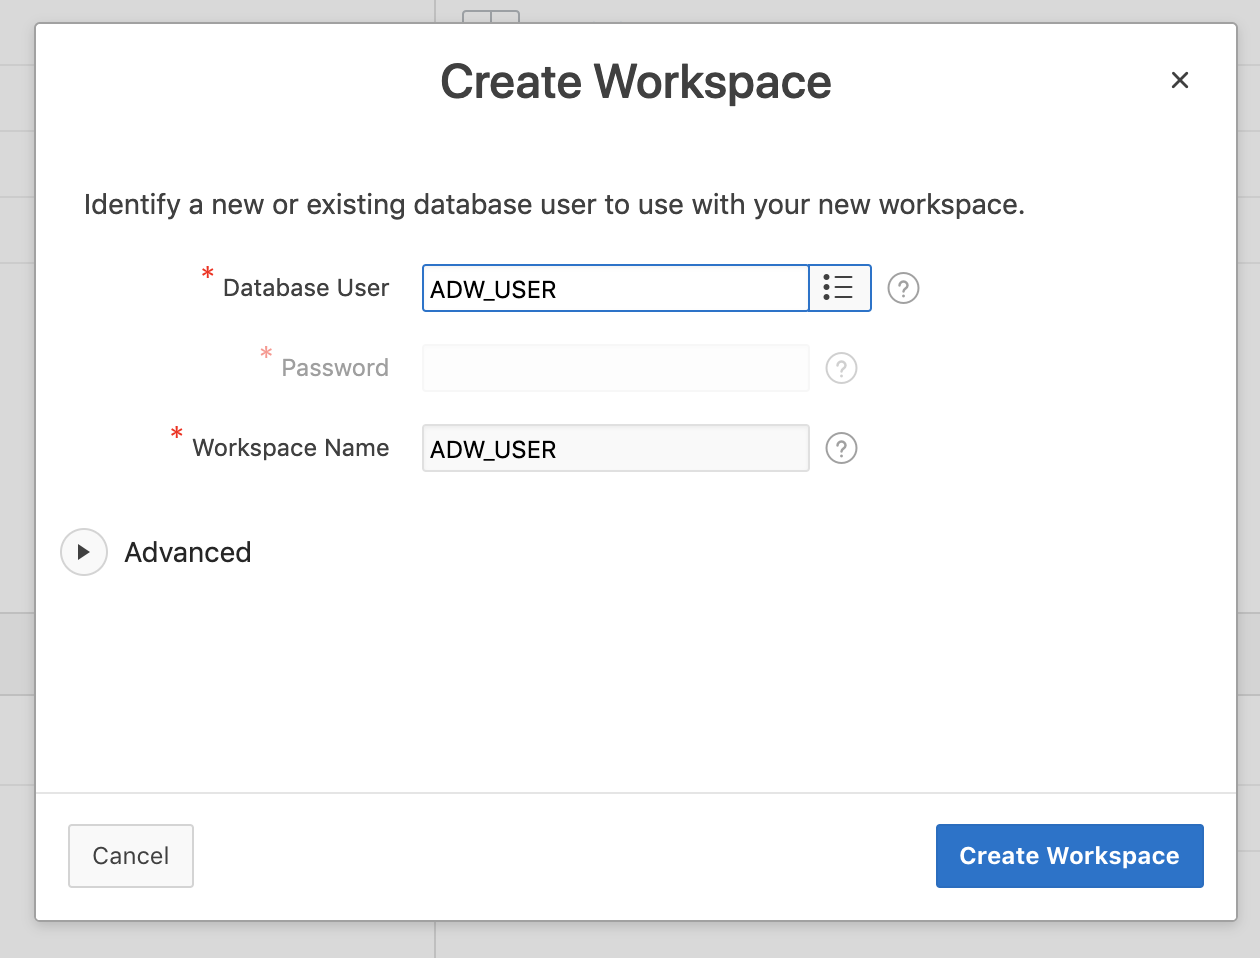 Create Workspace
Identify a new or existing database user to use with your new workspace.
* Database User ADW_USER ?
* Password ?
* Workspace Name ADW_USER ?
Advanced
Cancel Create Workspace